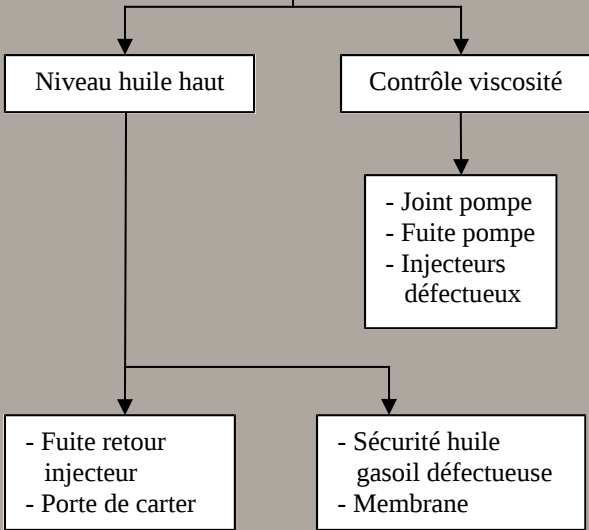 Niveau huile haut
Contrôle viscosité
- Joint pompe
- Fuite pompe
- Injecteurs
défectueux
- Fuite retour
injecteur
- Porte de carter
- Sécurité huile
gasoil défectueuse
- Membrane